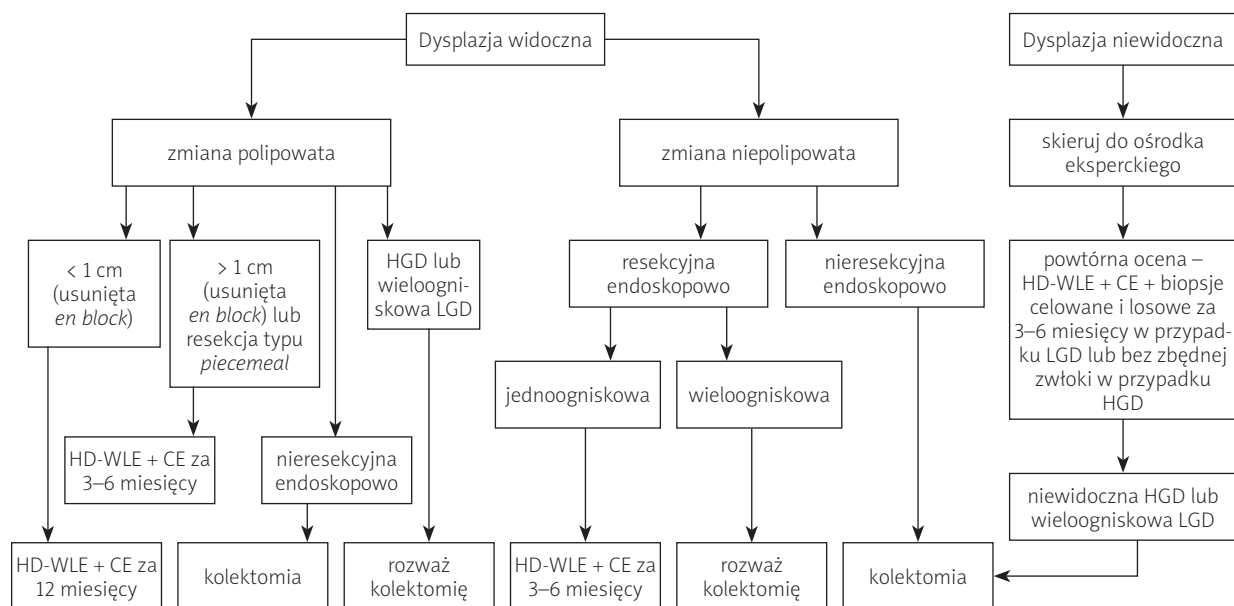 Dysplazja widoczna
Dysplazja niewidoczna
zmiana polipowata
zmiana niepolipowata
skieruj do ośrodka
eksperckiego
< 1 cm
(usunięta
en block)
> 1 cm
(usunięta
en block) lub
resekcja typu
piecemeal
HGD lub
wieloogni-
skowa LGD
resekcyjna
endoskopowo
nieresekcyjna
endoskopowo
powtórna ocena –
HD-WLE + CE + biopsje
celowane i losowe za
3–6 miesięcy w przypad-
ku LGD lub bez zbędnej
zwłoki w przypadku
HGD
jednoogniskowa
wieloogniskowa
HD-WLE + CE za
3–6 miesięcy
nieresekcyjna
endoskopowo
niewidoczna HGD lub
wieloogniskowa LGD
HD-WLE + CE za
12 miesięcy
kolektomia
rozważ
kolektomię
HD-WLE + CE za
3–6 miesięcy
rozważ
kolektomię
kolektomia